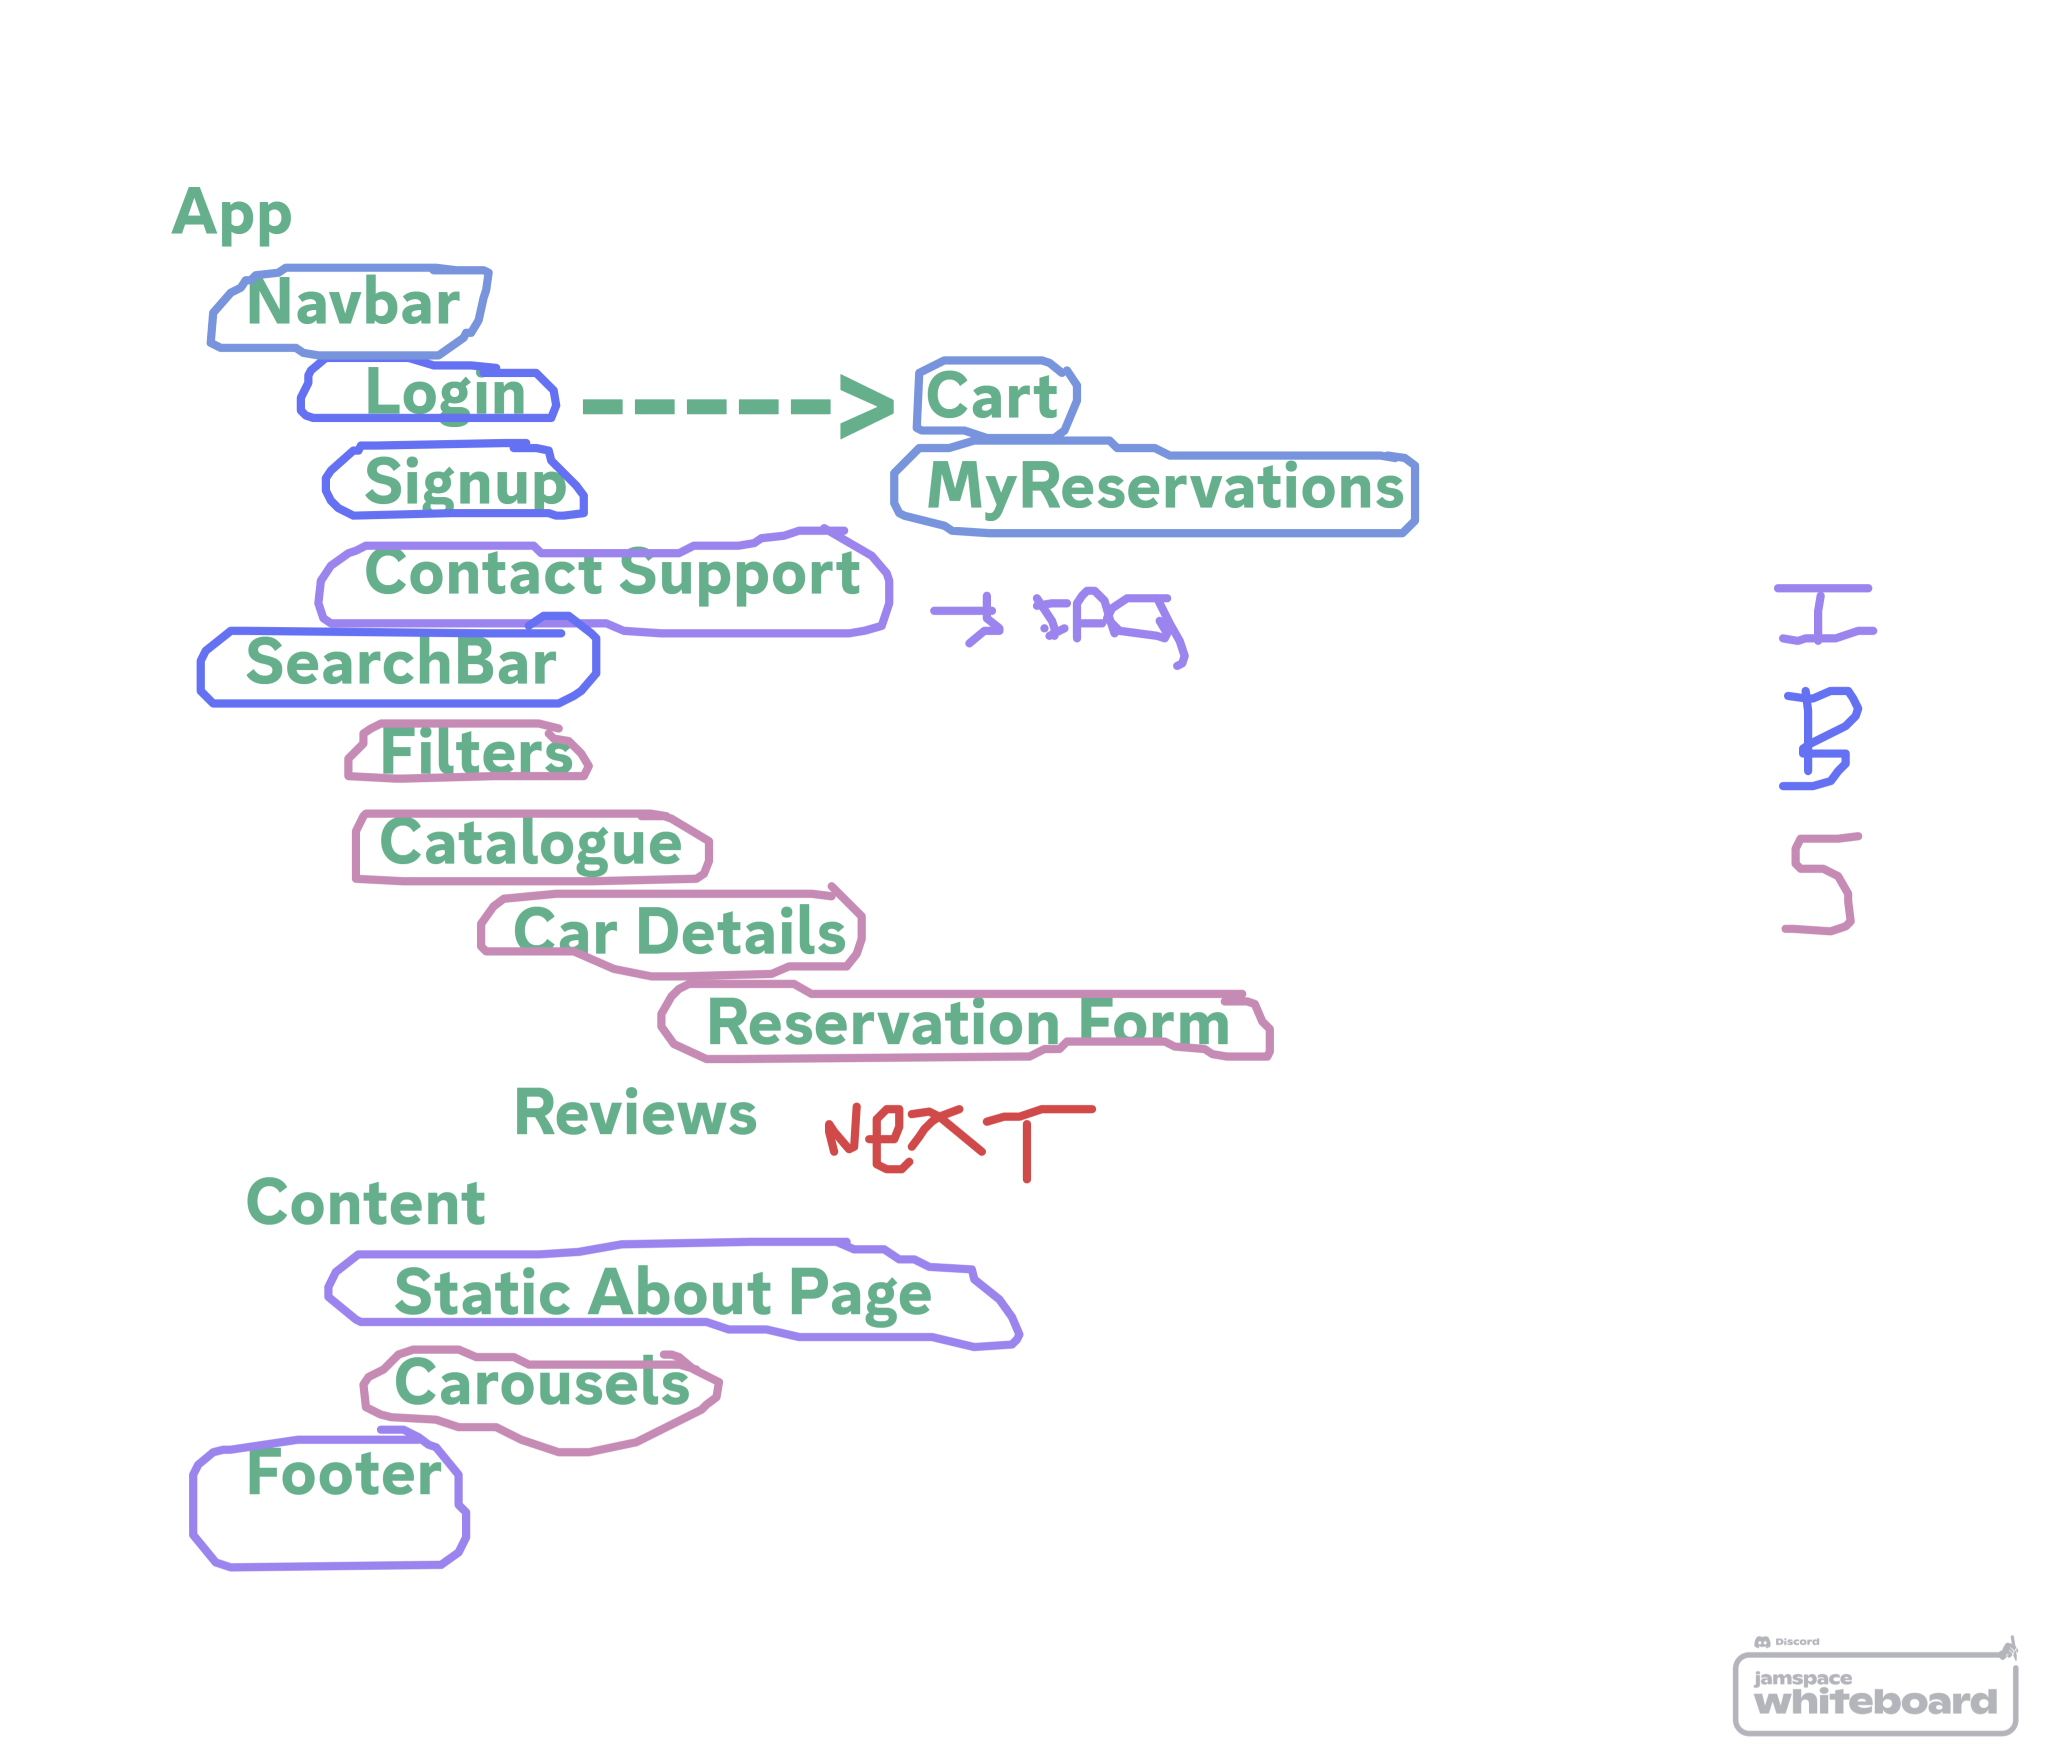 App
Navbar
Login -----> Cart
Signup MyReservations
Contact Support
SearchBar
Filters
Catalogue
Car Details
Reservation Form
Reviews NeXT
Content
Static About Page
Carousels
Footer
I
B
S
Discord
jamspace
whiteboard